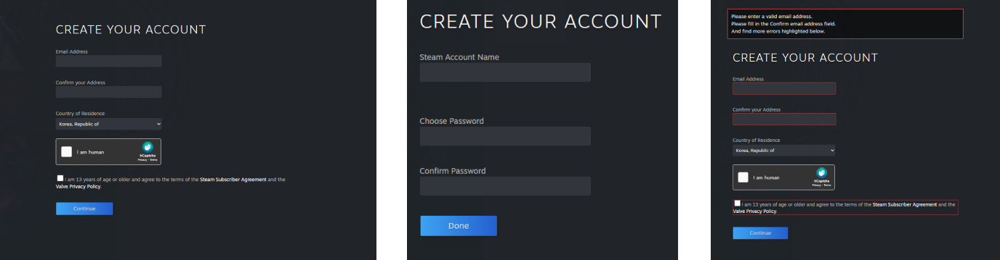 CREATE YOUR ACCOUNT
Email Address
Confirm your Address
Country of Residence
Korea, Republic of
I am human
hCaptcha
Privacy - Terms
I am 13 years of age or older and agree to the terms of the Steam Subscriber Agreement and the
Valve Privacy Policy.
Continue
CREATE YOUR ACCOUNT
Steam Account Name
Choose Password
Confirm Password
Done
Please enter a valid email address.
Please fill in the Confirm email address field.
And find more errors highlighted below.
CREATE YOUR ACCOUNT
Email Address
Confirm your Address
Country of Residence
Korea, Republic of
I am human
hCaptcha
Privacy - Terms
I am 13 years of age or older and agree to the terms of the Steam Subscriber Agreement and the
Valve Privacy Policy.
Continue